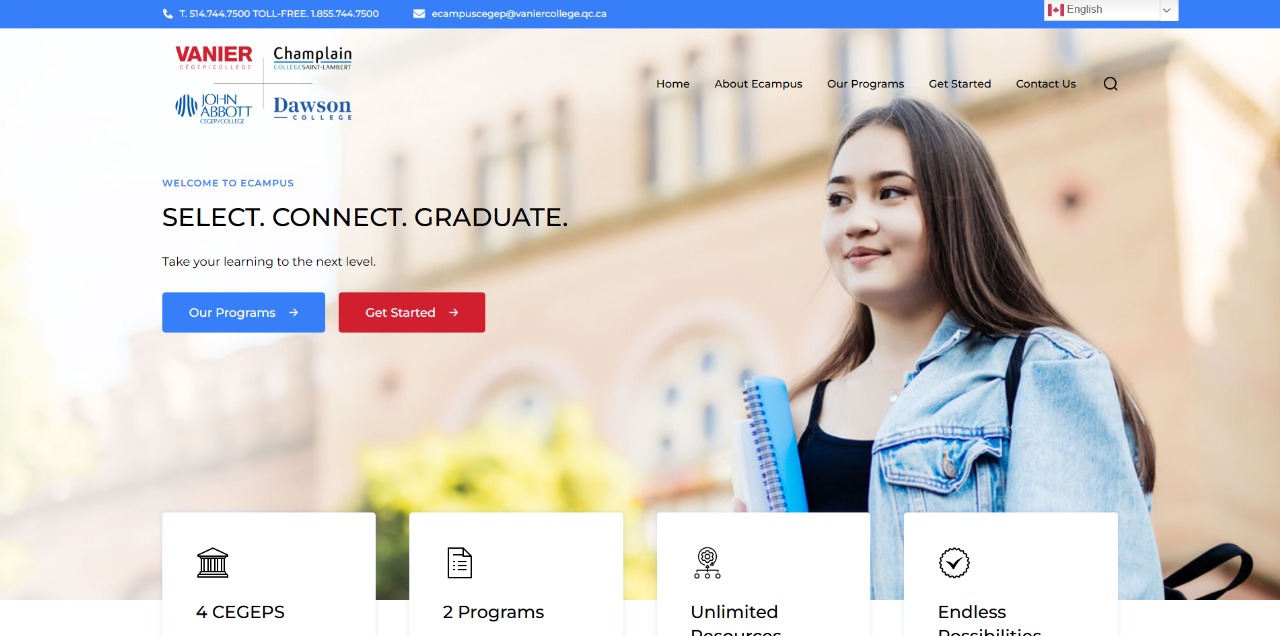 T. 514.744.7500 TOLL-FREE. 1.855.744.7500
ecampuscegep@vaniercollege.qc.ca
English
VANIER
CÉGEP/COLLEGE
Champlain
COLLEGE SAINT-LAMBERT
JOHN
ABBOTT
CEGEP/COLLEGE
Dawson
COLLEGE
Home
About Ecampus
Our Programs
Get Started
Contact Us
WELCOME TO ECAMPUS
SELECT. CONNECT. GRADUATE.
Take your learning to the next level.
Our Programs
Get Started
4 CEGEPS
2 Programs
Unlimited
Resources
Endless
Possibilities